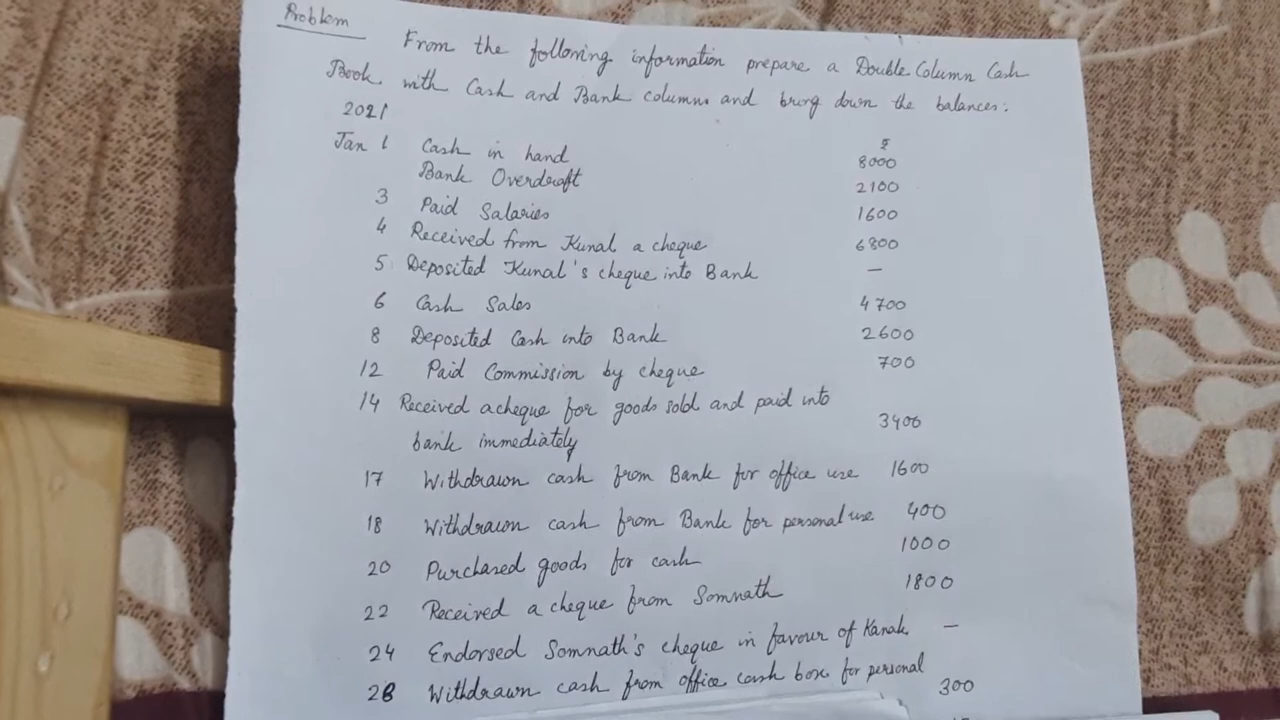 Problem
From the following information prepare a Double Column Cash
Book with Cash and Bank columns and bring down the balances:
2021
₹
Jan 1 Cash in hand 8000
Bank Overdraft 2100
3 Paid Salaries 1600
4 Received from Kunal a cheque 6800
5 Deposited Kunal's cheque into Bank —
6 Cash Sales 4700
8 Deposited Cash into Bank 2600
12 Paid Commission by cheque 700
14 Received a cheque for goods sold and paid into
bank immediately 3400
17 Withdrawn cash from Bank for office use 1600
18 Withdrawn cash from Bank for personal use 400
20 Purchased goods for cash 1000
22 Received a cheque from Somnath 1800
24 Endorsed Somnath's cheque in favour of Kanak —
28 Withdrawn cash from office cash box for personal
300